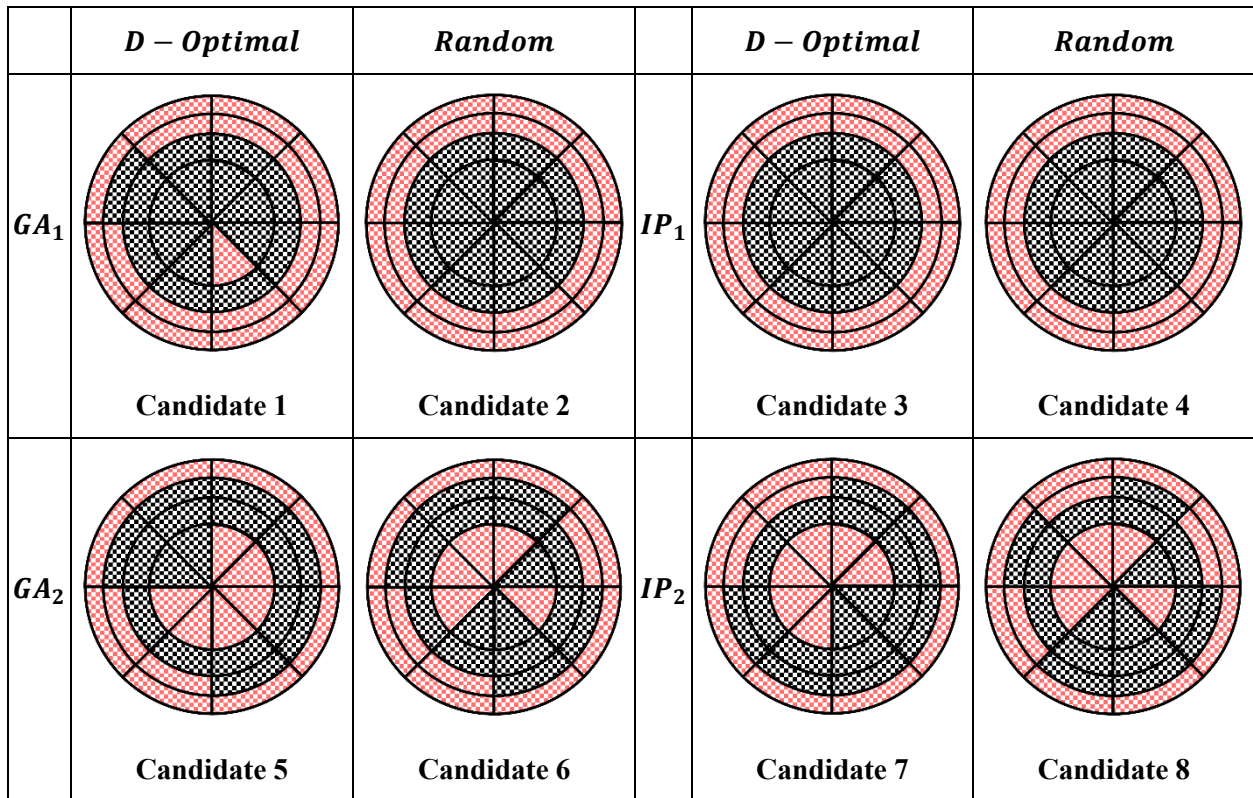 D − Optimal Random D − Optimal Random
GA₁ IP₁
Candidate 1 Candidate 2 Candidate 3 Candidate 4
GA₂ IP₂
Candidate 5 Candidate 6 Candidate 7 Candidate 8